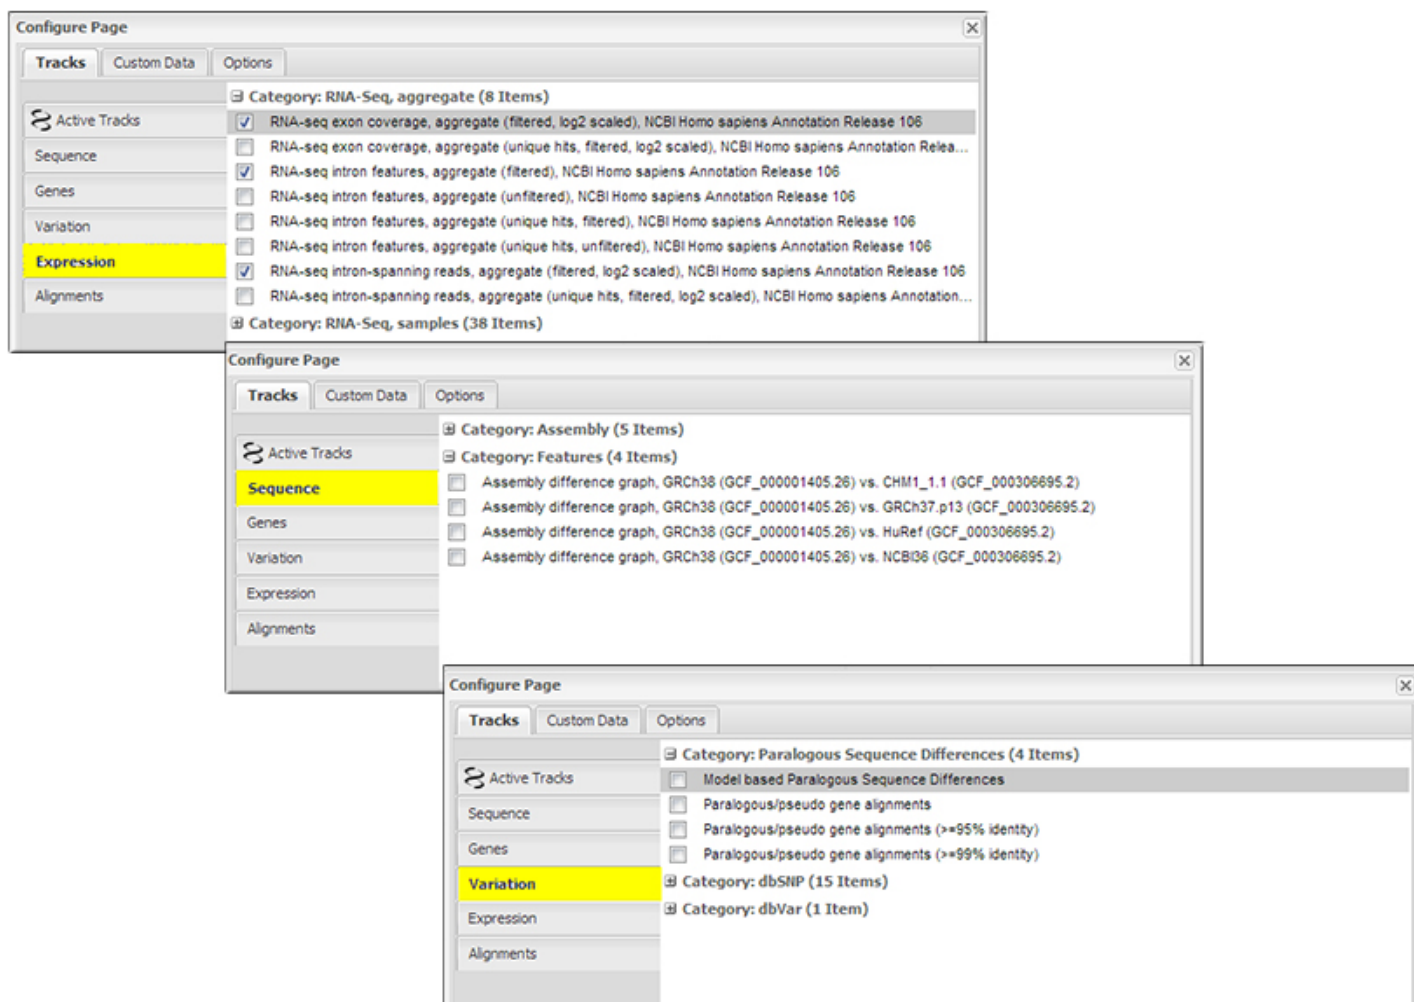 Configure Page
Tracks Custom Data Options
Active Tracks
Sequence
Genes
Variation
Expression
Alignments
Category: RNA-Seq, aggregate (8 Items)
RNA-seq exon coverage, aggregate (filtered, log2 scaled), NCBI Homo sapiens Annotation Release 106
RNA-seq exon coverage, aggregate (unique hits, filtered, log2 scaled), NCBI Homo sapiens Annotation Relea...
RNA-seq intron features, aggregate (filtered), NCBI Homo sapiens Annotation Release 106
RNA-seq intron features, aggregate (unfiltered), NCBI Homo sapiens Annotation Release 106
RNA-seq intron features, aggregate (unique hits, filtered), NCBI Homo sapiens Annotation Release 106
RNA-seq intron features, aggregate (unique hits, unfiltered), NCBI Homo sapiens Annotation Release 106
RNA-seq intron-spanning reads, aggregate (filtered, log2 scaled), NCBI Homo sapiens Annotation Release 106
RNA-seq intron-spanning reads, aggregate (unique hits, filtered, log2 scaled), NCBI Homo sapiens Annotation...
Category: RNA-Seq, samples (38 Items)
Configure Page
Tracks Custom Data Options
Active Tracks
Sequence
Genes
Variation
Expression
Alignments
Category: Assembly (5 Items)
Category: Features (4 Items)
Assembly difference graph, GRCh38 (GCF_000001405.26) vs. CHM1_1.1 (GCF_000306695.2)
Assembly difference graph, GRCh38 (GCF_000001405.26) vs. GRCh37.p13 (GCF_000306695.2)
Assembly difference graph, GRCh38 (GCF_000001405.26) vs. HuRef (GCF_000306695.2)
Assembly difference graph, GRCh38 (GCF_000001405.26) vs. NCBI36 (GCF_000306695.2)
Configure Page
Tracks Custom Data Options
Active Tracks
Sequence
Genes
Variation
Expression
Alignments
Category: Paralogous Sequence Differences (4 Items)
Model based Paralogous Sequence Differences
Paralogous/pseudo gene alignments
Paralogous/pseudo gene alignments (>=95% identity)
Paralogous/pseudo gene alignments (>=99% identity)
Category: dbSNP (15 Items)
Category: dbVar (1 Item)